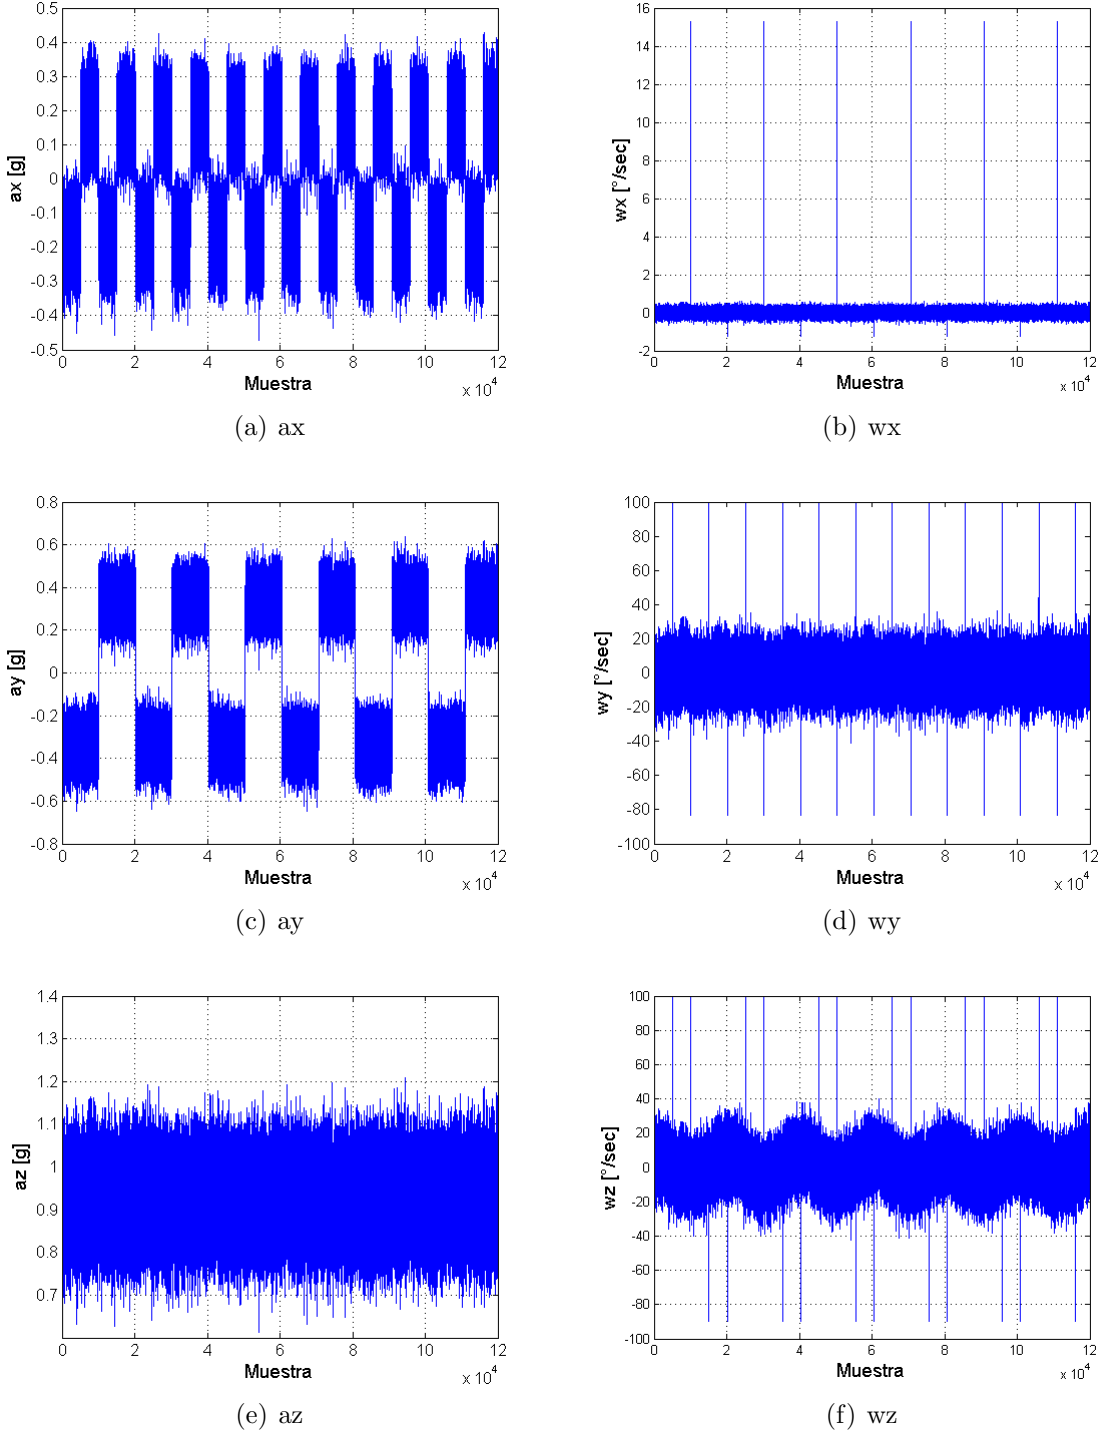 0.5
0.4
0.3
0.2
0.1
0
-0.1
-0.2
-0.3
-0.4
-0.5
ax [g]
0 2 4 6 8 10 12
Muestra
x 10^4
(a) ax
16
14
12
10
8
6
4
2
0
-2
wx [°/sec]
0 2 4 6 8 10 12
Muestra
x 10^4
(b) wx
0.8
0.6
0.4
0.2
0
-0.2
-0.4
-0.6
-0.8
ay [g]
0 2 4 6 8 10 12
Muestra
x 10^4
(c) ay
100
80
60
40
20
0
-20
-40
-60
-80
-100
wy [°/sec]
0 2 4 6 8 10 12
Muestra
x 10^4
(d) wy
1.4
1.3
1.2
1.1
1
0.9
0.8
0.7
az [g]
0 2 4 6 8 10 12
Muestra
x 10^4
(e) az
100
80
60
40
20
0
-20
-40
-60
-80
-100
wz [°/sec]
0 2 4 6 8 10 12
Muestra
x 10^4
(f) wz